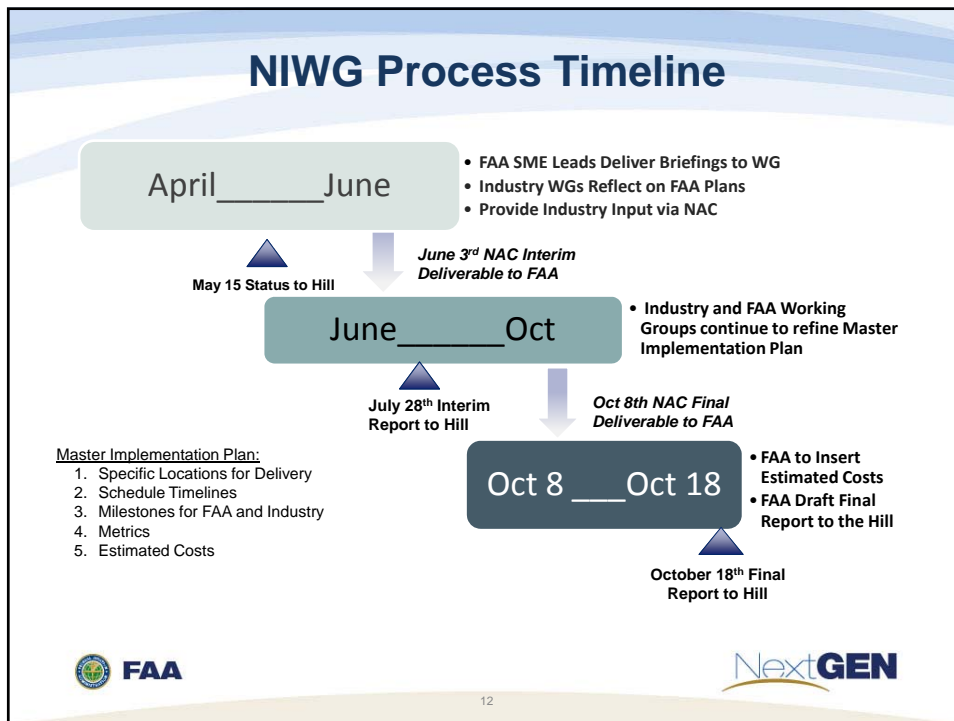 NIWG Process Timeline
April______June
• FAA SME Leads Deliver Briefings to WG
• Industry WGs Reflect on FAA Plans
• Provide Industry Input via NAC
May 15 Status to Hill
June 3rd NAC Interim
Deliverable to FAA
June______Oct
• Industry and FAA Working
Groups continue to refine Master
Implementation Plan
July 28th Interim
Report to Hill
Oct 8th NAC Final
Deliverable to FAA
Master Implementation Plan:
1. Specific Locations for Delivery
2. Schedule Timelines
3. Milestones for FAA and Industry
4. Metrics
5. Estimated Costs
Oct 8 ___Oct 18
• FAA to Insert
Estimated Costs
• FAA Draft Final
Report to the Hill
October 18th Final
Report to Hill
FAA
NextGEN
12